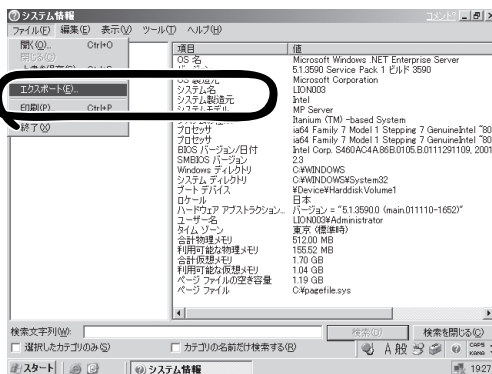 システム情報
ファイル(F) 編集(E) 表示(V) ツール(T) ヘルプ(H)
開く(O)... Ctrl+O
閉じる(C)
エクスポート(E)...
印刷(P)... Ctrl+P
終了(X)
項目 値
OS 名 Microsoft Windows .NET Enterprise Server
5.1.3590 Service Pack 1 ビルド 3590
OS 製造元 Microsoft Corporation
システム名 LION003
システム製造元 Intel
システムモデル MP Server
Itanium (TM) -based System
プロセッサ ia64 Family 7 Model 1 Stepping 7 GenuineIntel ~80
プロセッサ ia64 Family 7 Model 1 Stepping 7 GenuineIntel ~80
BIOS バージョン/日付 Intel Corp. S460AC4A.86B.0105.B.0111291109, 2001
SMBIOS バージョン 2.3
Windows ディレクトリ C:¥WINDOWS
システム ディレクトリ C:¥WINDOWS¥System32
ブート デバイス ¥Device¥HarddiskVolume1
ロケール 日本
ハードウェア アブストラクション... バージョン = "5.1.3590.0 (main.011110-1652)"
ユーザー名 LION003¥Administrator
タイム ゾーン 東京 (標準時)
合計物理メモリ 512.00 MB
利用可能な物理メモリ 155.52 MB
合計仮想メモリ 1.70 GB
利用可能な仮想メモリ 1.04 GB
ページ ファイルの空き容量 1.19 GB
ページ ファイル C:¥pagefile.sys
検索文字列(W):
検索(D) 検索を閉じる(C)
選択したカテゴリのみ(S) カテゴリの名前だけ検索する(R)
A 般 CAPS
KANA
スタート システム情報 19:27